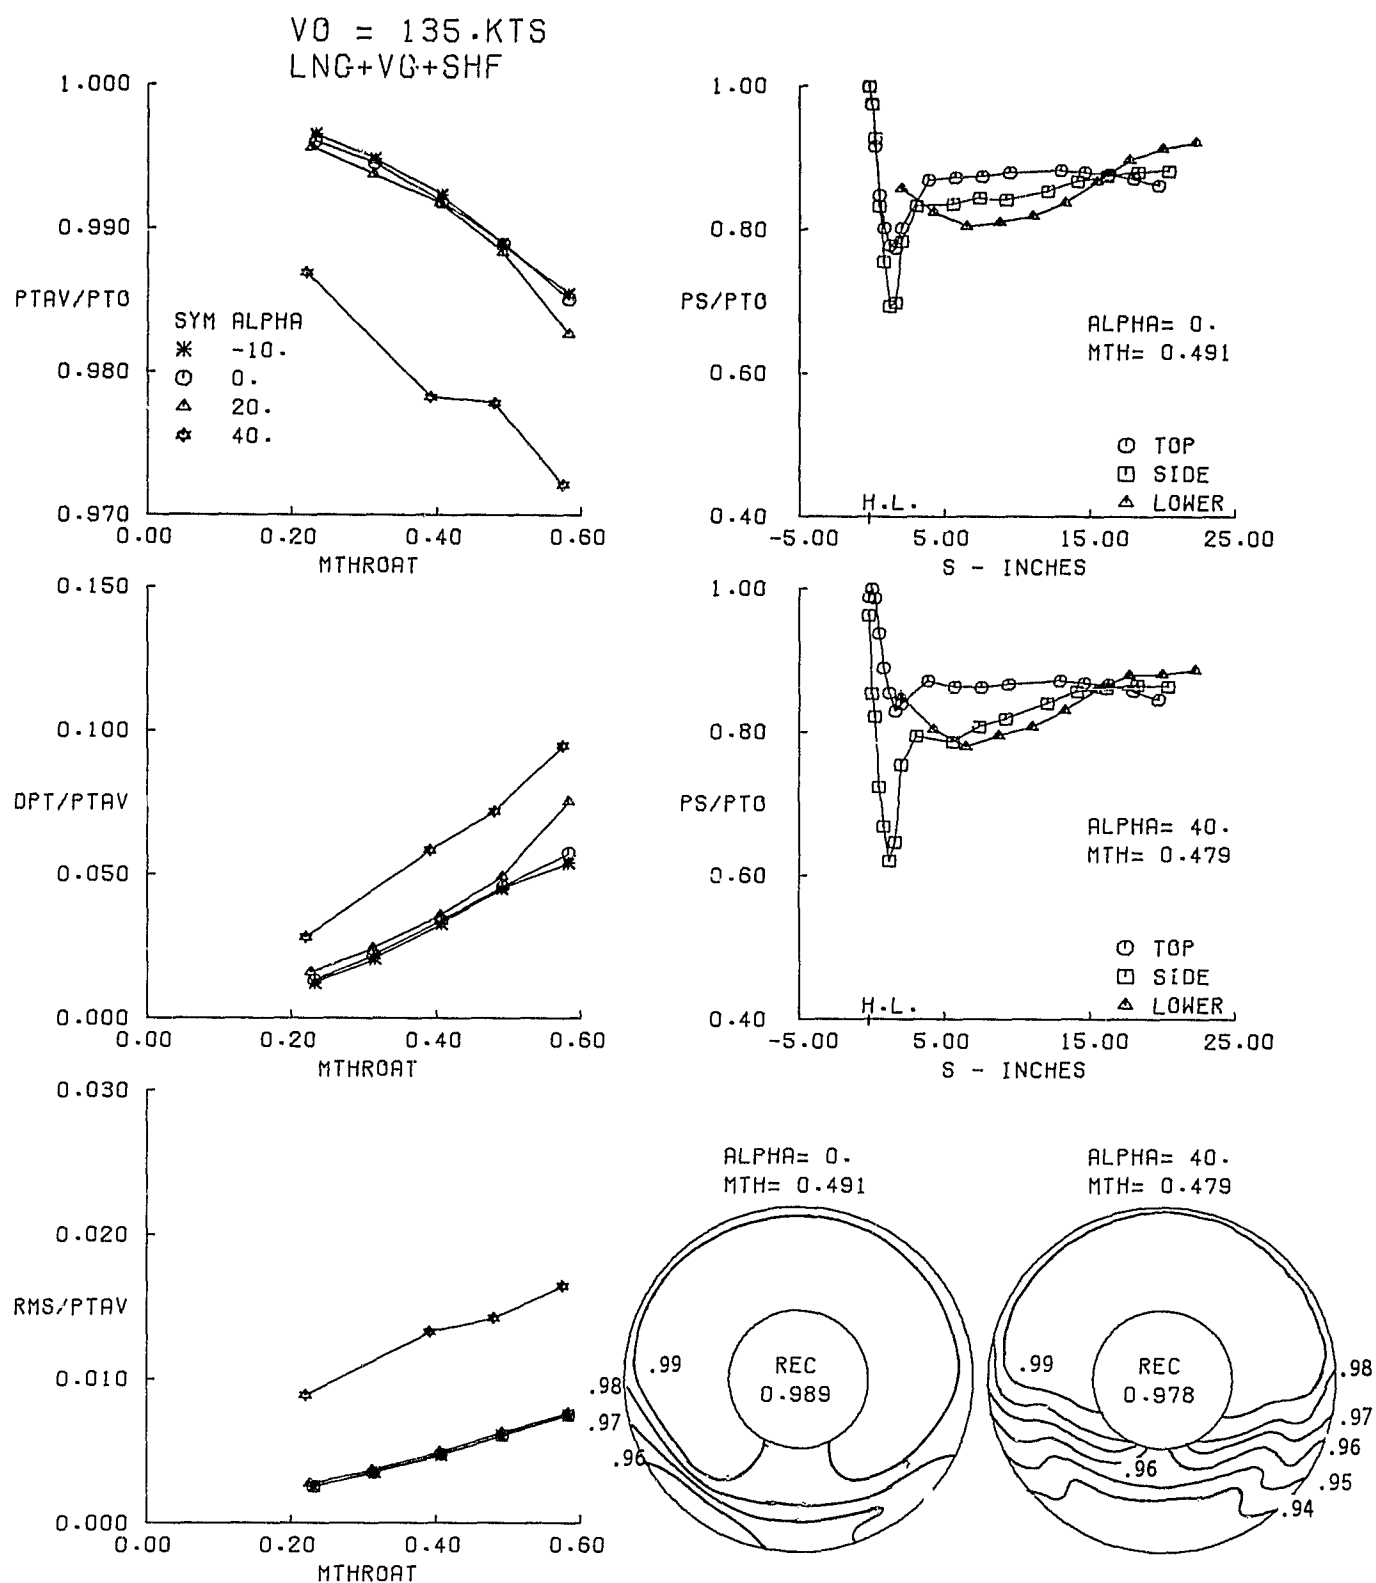 V0 = 135.KTS
LNG+VG+SHF
1.000
0.990
PTAV/PT0
0.980
0.970
SYM ALPHA
-10.
0.
20.
40.
0.00 0.20 0.40 0.60
MTHROAT
1.00
0.80
PS/PT0
0.60
0.40
ALPHA= 0.
MTH= 0.491
TOP
SIDE
LOWER
H.L.
-5.00 5.00 15.00 25.00
S - INCHES
0.150
0.100
DPT/PTAV
0.050
0.000
0.00 0.20 0.40 0.60
MTHROAT
1.00
0.80
PS/PT0
0.60
0.40
ALPHA= 40.
MTH= 0.479
TOP
SIDE
LOWER
H.L.
-5.00 5.00 15.00 25.00
S - INCHES
0.030
0.020
RMS/PTAV
0.010
0.000
0.00 0.20 0.40 0.60
MTHROAT
ALPHA= 0.
MTH= 0.491
.99
REC
0.989
.98
.97
.96
ALPHA= 40.
MTH= 0.479
.99
REC
0.978
.98
.97
.96
.96
.95
.94